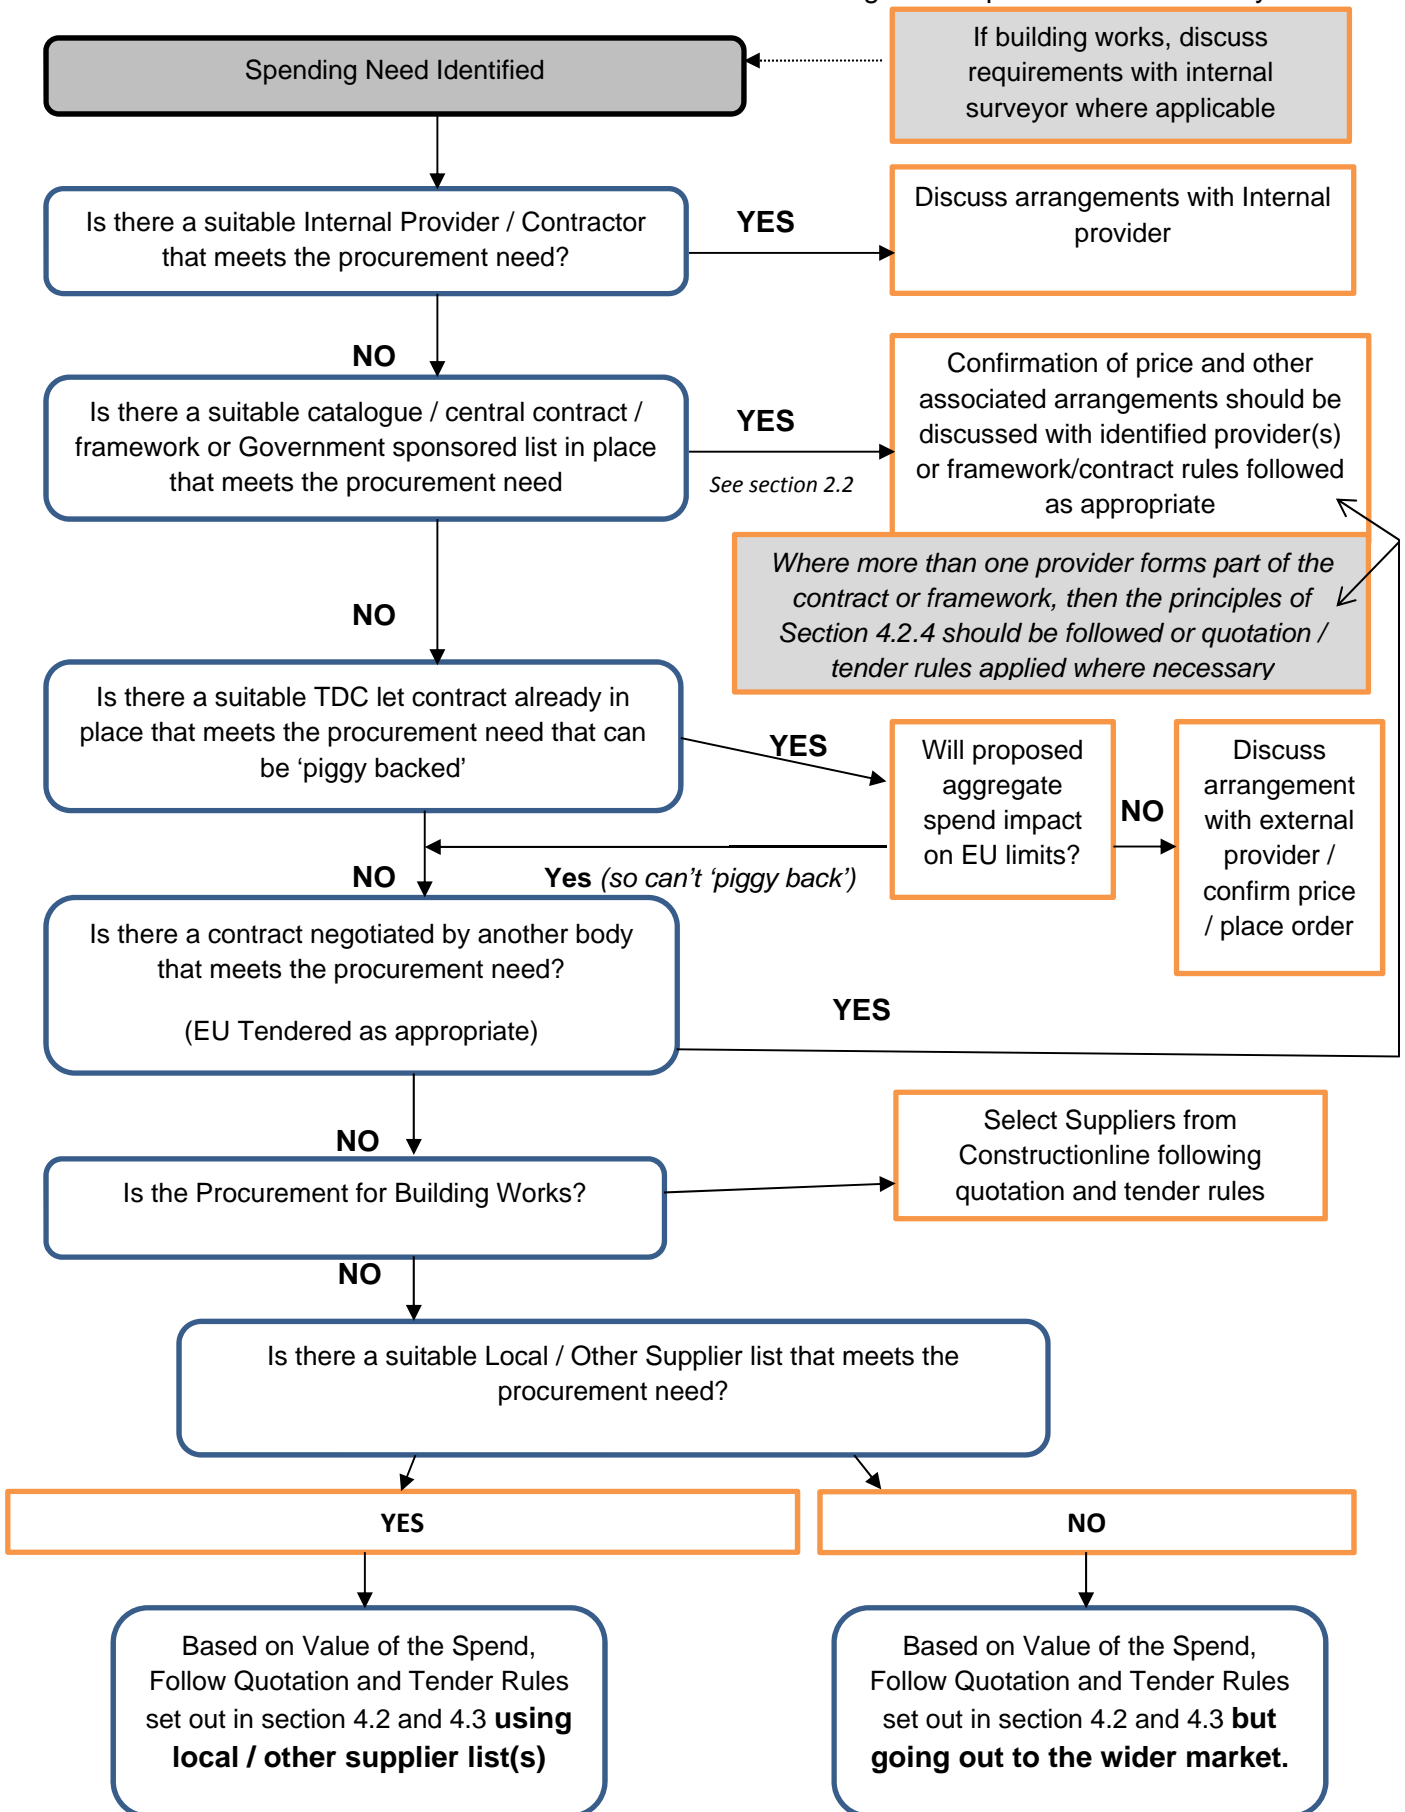 Spending Need Identified
If building works, discuss
requirements with internal
surveyor where applicable
Is there a suitable Internal Provider / Contractor
that meets the procurement need?
YES
Discuss arrangements with Internal
provider
NO
Is there a suitable catalogue / central contract /
framework or Government sponsored list in place
that meets the procurement need
YES
See section 2.2
Confirmation of price and other
associated arrangements should be
discussed with identified provider(s)
or framework/contract rules followed
as appropriate
Where more than one provider forms part of the
contract or framework, then the principles of
Section 4.2.4 should be followed or quotation /
tender rules applied where necessary
NO
Is there a suitable TDC let contract already in
place that meets the procurement need that can
be ‘piggy backed’
YES
Will proposed
aggregate
spend impact
on EU limits?
NO
Discuss
arrangement
with external
provider /
confirm price
/ place order
NO
Yes (so can’t ‘piggy back’)
Is there a contract negotiated by another body
that meets the procurement need?
(EU Tendered as appropriate)
YES
NO
Is the Procurement for Building Works?
Select Suppliers from
Constructionline following
quotation and tender rules
NO
Is there a suitable Local / Other Supplier list that meets the
procurement need?
YES
NO
Based on Value of the Spend,
Follow Quotation and Tender Rules
set out in section 4.2 and 4.3 using
local / other supplier list(s)
Based on Value of the Spend,
Follow Quotation and Tender Rules
set out in section 4.2 and 4.3 but
going out to the wider market.